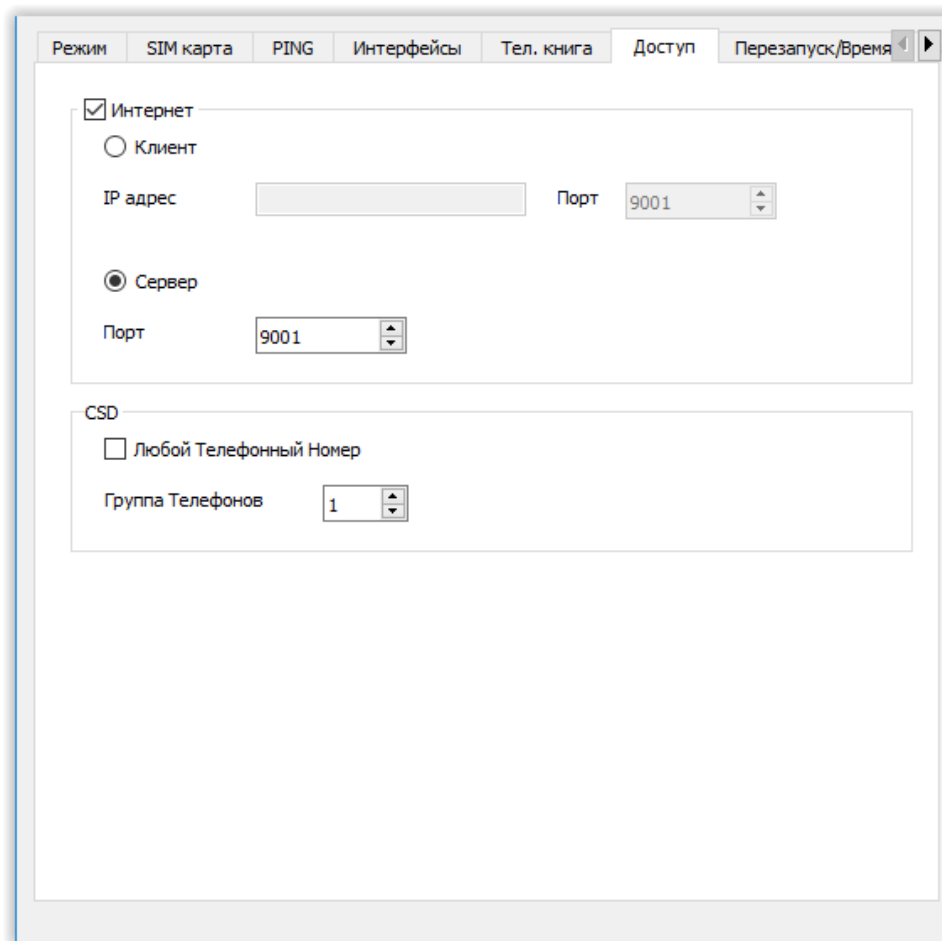 Режим SIM карта PING Интерфейсы Тел. книга Доступ Перезапуск/Время
Интернет
Клиент
IP адрес Порт 9001
Сервер
Порт 9001
CSD
Любой Телефонный Номер
Группа Телефонов 1